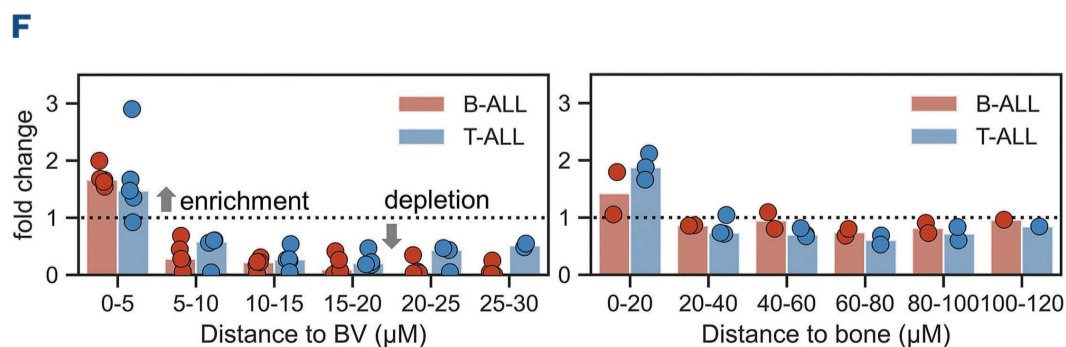 F
fold change
3
2
1
0
B-ALL
T-ALL
enrichment
depletion
0-5 5-10 10-15 15-20 20-25 25-30
Distance to BV (μM)
3
2
1
0
B-ALL
T-ALL
0-20 20-40 40-60 60-80 80-100 100-120
Distance to bone (μM)